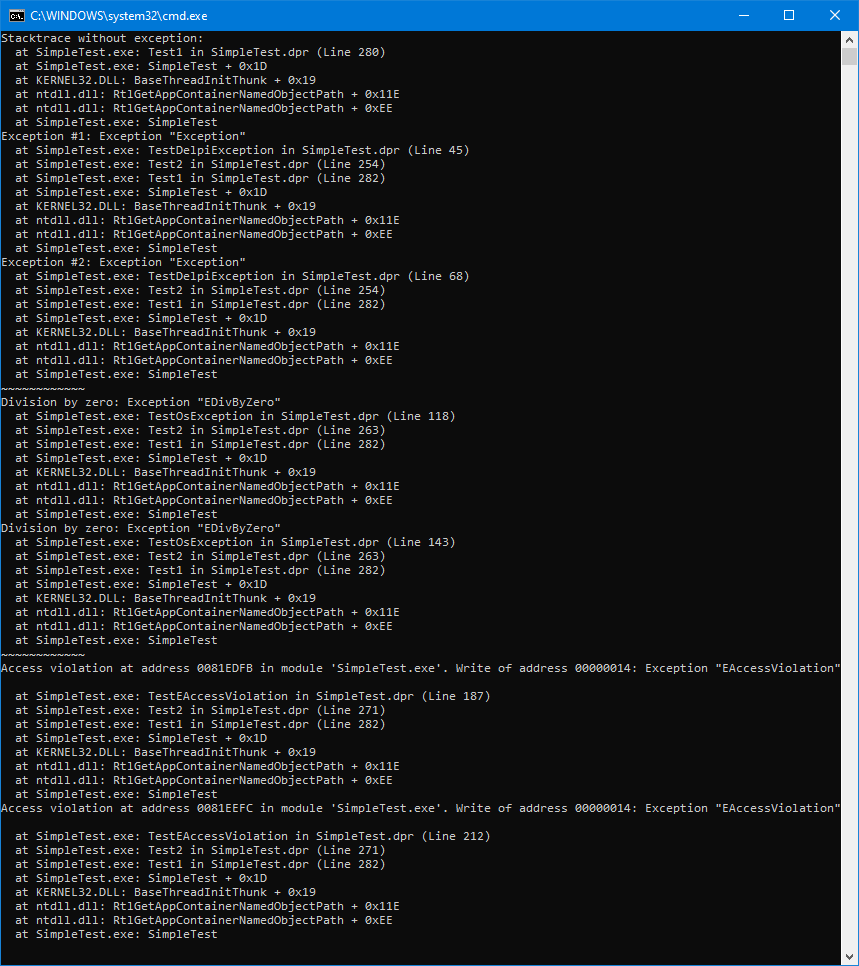 C:\WINDOWS\system32\cmd.exe
Stacktrace without exception:
  at SimpleTest.exe: Test1 in SimpleTest.dpr (Line 280)
  at SimpleTest.exe: SimpleTest + 0x1D
  at KERNEL32.DLL: BaseThreadInitThunk + 0x19
  at ntdll.dll: RtlGetAppContainerNamedObjectPath + 0x11E
  at ntdll.dll: RtlGetAppContainerNamedObjectPath + 0xEE
  at SimpleTest.exe: SimpleTest
Exception #1: Exception "Exception"
  at SimpleTest.exe: TestDelpiException in SimpleTest.dpr (Line 45)
  at SimpleTest.exe: Test2 in SimpleTest.dpr (Line 254)
  at SimpleTest.exe: Test1 in SimpleTest.dpr (Line 282)
  at SimpleTest.exe: SimpleTest + 0x1D
  at KERNEL32.DLL: BaseThreadInitThunk + 0x19
  at ntdll.dll: RtlGetAppContainerNamedObjectPath + 0x11E
  at ntdll.dll: RtlGetAppContainerNamedObjectPath + 0xEE
  at SimpleTest.exe: SimpleTest
Exception #2: Exception "Exception"
  at SimpleTest.exe: TestDelpiException in SimpleTest.dpr (Line 68)
  at SimpleTest.exe: Test2 in SimpleTest.dpr (Line 254)
  at SimpleTest.exe: Test1 in SimpleTest.dpr (Line 282)
  at SimpleTest.exe: SimpleTest + 0x1D
  at KERNEL32.DLL: BaseThreadInitThunk + 0x19
  at ntdll.dll: RtlGetAppContainerNamedObjectPath + 0x11E
  at ntdll.dll: RtlGetAppContainerNamedObjectPath + 0xEE
  at SimpleTest.exe: SimpleTest
~~~~~~~~~~~~
Division by zero: Exception "EDivByZero"
  at SimpleTest.exe: TestOsException in SimpleTest.dpr (Line 118)
  at SimpleTest.exe: Test2 in SimpleTest.dpr (Line 263)
  at SimpleTest.exe: Test1 in SimpleTest.dpr (Line 282)
  at SimpleTest.exe: SimpleTest + 0x1D
  at KERNEL32.DLL: BaseThreadInitThunk + 0x19
  at ntdll.dll: RtlGetAppContainerNamedObjectPath + 0x11E
  at ntdll.dll: RtlGetAppContainerNamedObjectPath + 0xEE
  at SimpleTest.exe: SimpleTest
Division by zero: Exception "EDivByZero"
  at SimpleTest.exe: TestOsException in SimpleTest.dpr (Line 143)
  at SimpleTest.exe: Test2 in SimpleTest.dpr (Line 263)
  at SimpleTest.exe: Test1 in SimpleTest.dpr (Line 282)
  at SimpleTest.exe: SimpleTest + 0x1D
  at KERNEL32.DLL: BaseThreadInitThunk + 0x19
  at ntdll.dll: RtlGetAppContainerNamedObjectPath + 0x11E
  at ntdll.dll: RtlGetAppContainerNamedObjectPath + 0xEE
  at SimpleTest.exe: SimpleTest
~~~~~~~~~~~~
Access violation at address 0081EDFB in module 'SimpleTest.exe'. Write of address 00000014: Exception "EAccessViolation"
  at SimpleTest.exe: TestEAccessViolation in SimpleTest.dpr (Line 187)
  at SimpleTest.exe: Test2 in SimpleTest.dpr (Line 271)
  at SimpleTest.exe: Test1 in SimpleTest.dpr (Line 282)
  at SimpleTest.exe: SimpleTest + 0x1D
  at KERNEL32.DLL: BaseThreadInitThunk + 0x19
  at ntdll.dll: RtlGetAppContainerNamedObjectPath + 0x11E
  at ntdll.dll: RtlGetAppContainerNamedObjectPath + 0xEE
  at SimpleTest.exe: SimpleTest
Access violation at address 0081EEFC in module 'SimpleTest.exe'. Write of address 00000014: Exception "EAccessViolation"
  at SimpleTest.exe: TestEAccessViolation in SimpleTest.dpr (Line 212)
  at SimpleTest.exe: Test2 in SimpleTest.dpr (Line 271)
  at SimpleTest.exe: Test1 in SimpleTest.dpr (Line 282)
  at SimpleTest.exe: SimpleTest + 0x1D
  at KERNEL32.DLL: BaseThreadInitThunk + 0x19
  at ntdll.dll: RtlGetAppContainerNamedObjectPath + 0x11E
  at ntdll.dll: RtlGetAppContainerNamedObjectPath + 0xEE
  at SimpleTest.exe: SimpleTest